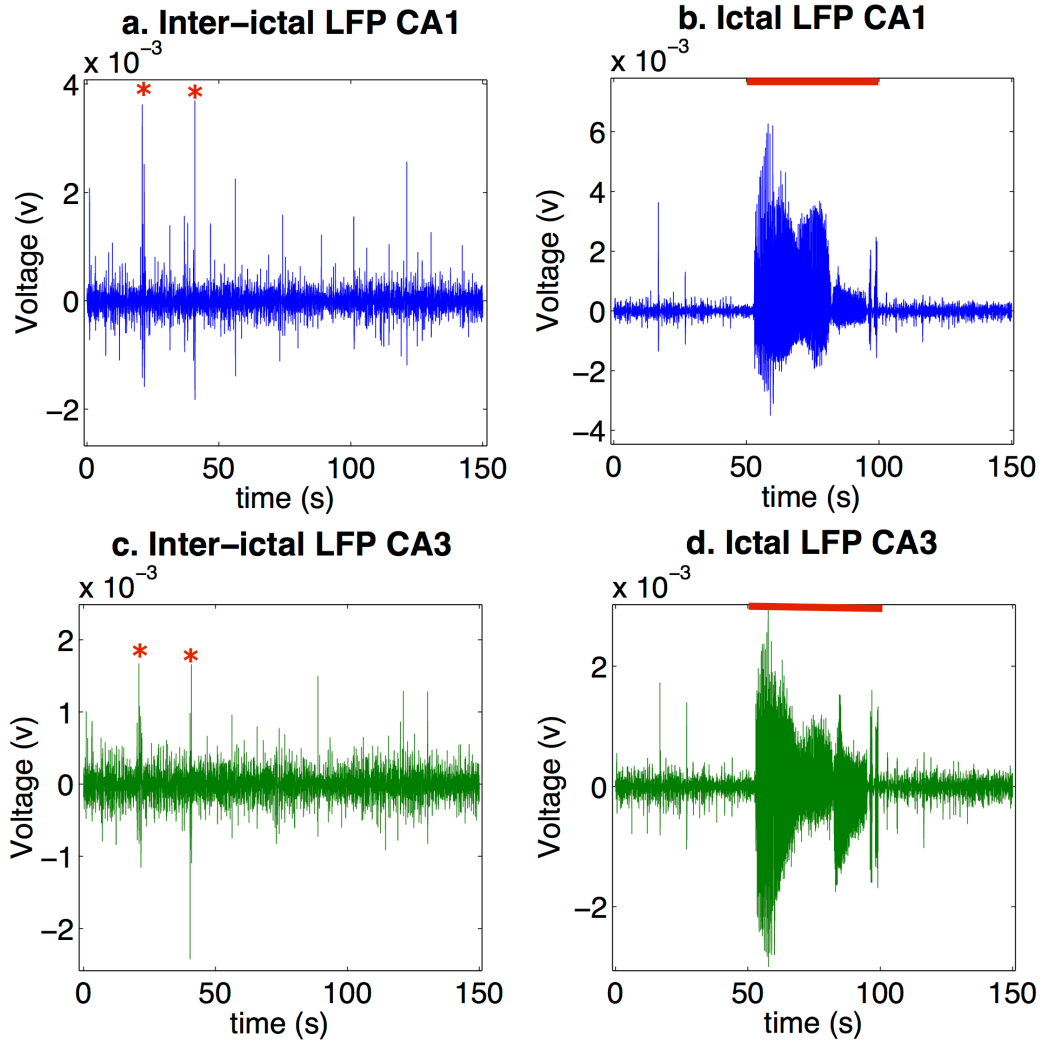 a. Inter−ictal LFP CA1
x 10⁻³
4
2
0
−2
Voltage (v)
0 50 100 150
time (s)
b. Ictal LFP CA1
x 10⁻³
6
4
2
0
−2
−4
Voltage (v)
0 50 100 150
time (s)
c. Inter−ictal LFP CA3
x 10⁻³
2
1
0
−1
−2
Voltage (v)
0 50 100 150
time (s)
d. Ictal LFP CA3
x 10⁻³
2
0
−2
Voltage (v)
0 50 100 150
time (s)